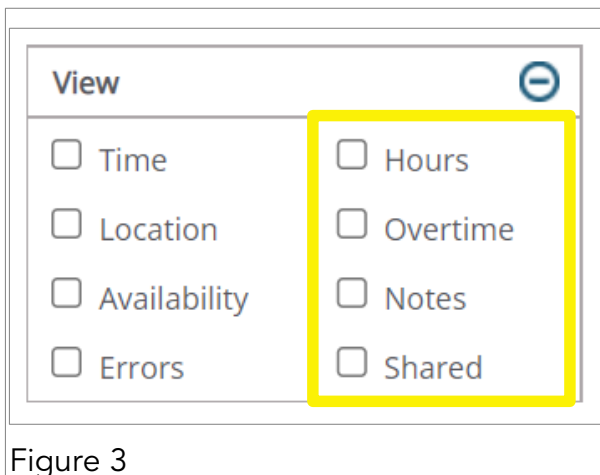 View
Time Hours
Location Overtime
Availability Notes
Errors Shared
Figure 3